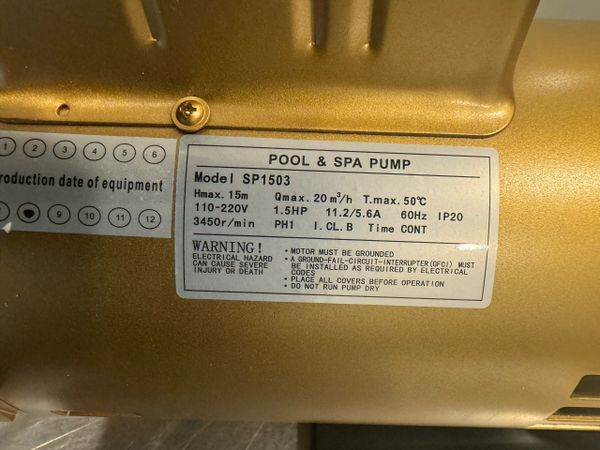 1 2 3 4 5 6
roduction date of equipment
9 10 11 12
POOL & SPA PUMP
Model SP1503
Hmax. 15m Qmax. 20m³/h T.max. 50℃
110-220V 1.5HP 11.2/5.6A 60Hz IP20
3450r/min PH1 I.CL.B Time CONT
WARNING!
ELECTRICAL HAZARD
CAN CAUSE SEVERE
INJURY OR DEATH
• MOTOR MUST BE GROUNDED
• A GROUND-FAIL-CIRCUIT-INTERRUPTER(GFCI) MUST
BE INSTALLED AS REQUIRED BY ELECTRICAL
CODES
• PLACE ALL COVERS BEFORE OPERATION
• DO NOT RUN PUMP DRY